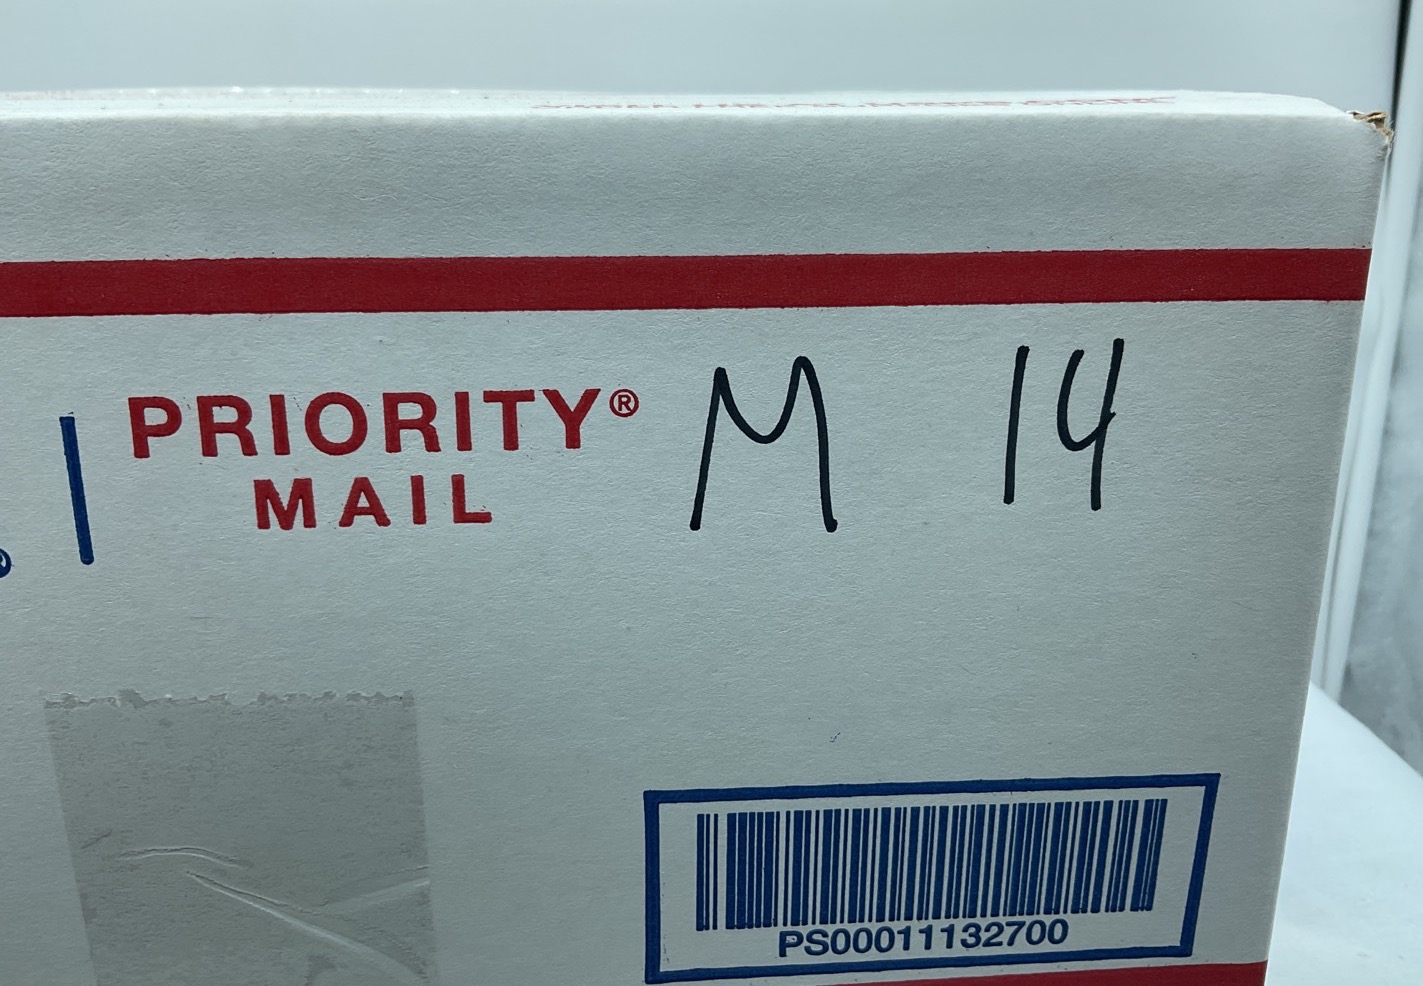 PRIORITY®
MAIL
M 14
PS00011132700